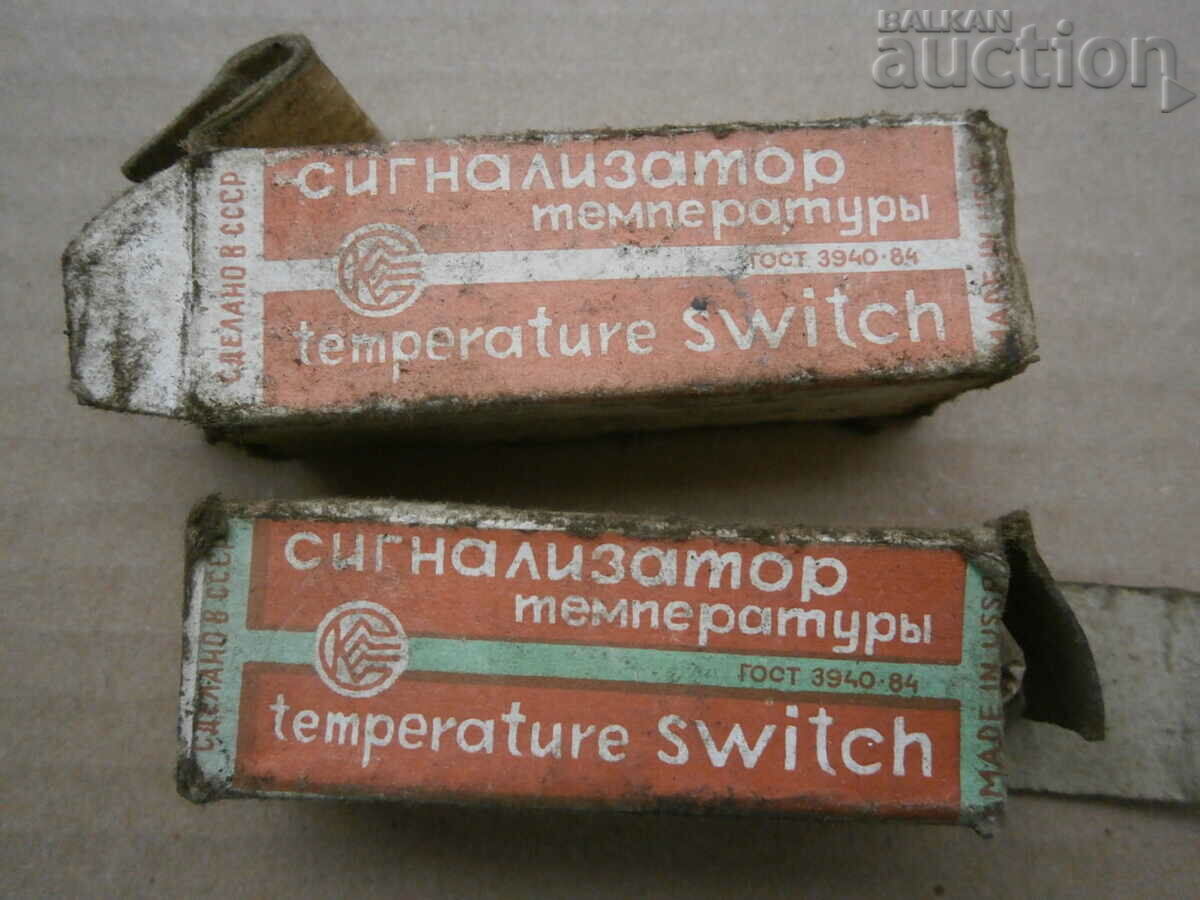 BALKAN
auction
СДЕЛАНО В СССР
сигнализатор
температуры
ГОСТ 3940·84
temperature switch
MADE IN USSR
СДЕЛАНО В СССР
сигнализатор
температуры
ГОСТ 3940·84
temperature switch
MADE IN USSR